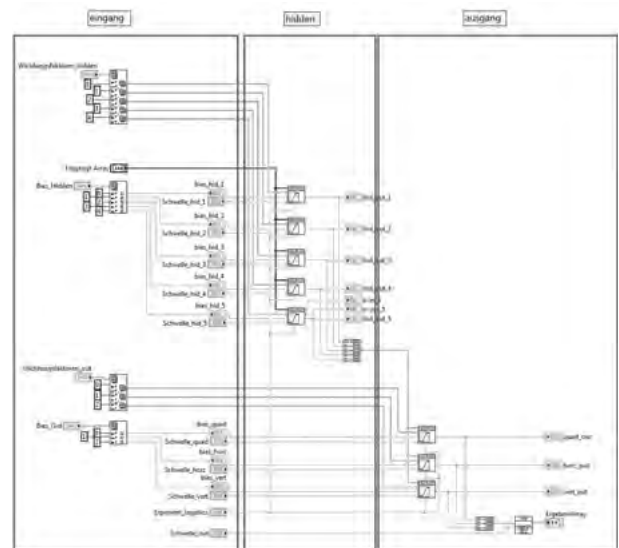 eingang
hidden
ausgang
Wichtungsfaktoren_hidden
Eingangs Array
Bias_Hidden
bias_hid_1
Schwelle_hid_1
bias_hid_2
Schwelle_hid_2
bias_hid_3
Schwelle_hid_3
bias_hid_4
Schwelle_hid_4
bias_hid_5
Schwelle_hid_5
hid_out_1
hid_out_2
hid_out_3
hid_out_4
hid_out_5
Wichtungsfaktoren_out
Bias_Out
bias_quad
Schwelle_quad
bias_horz
Schwelle_horz
bias_vert
Schwelle_vert
Exponent_logistics
Schwelle_out
quad_out
horz_out
vert_out
Ergebnisarray